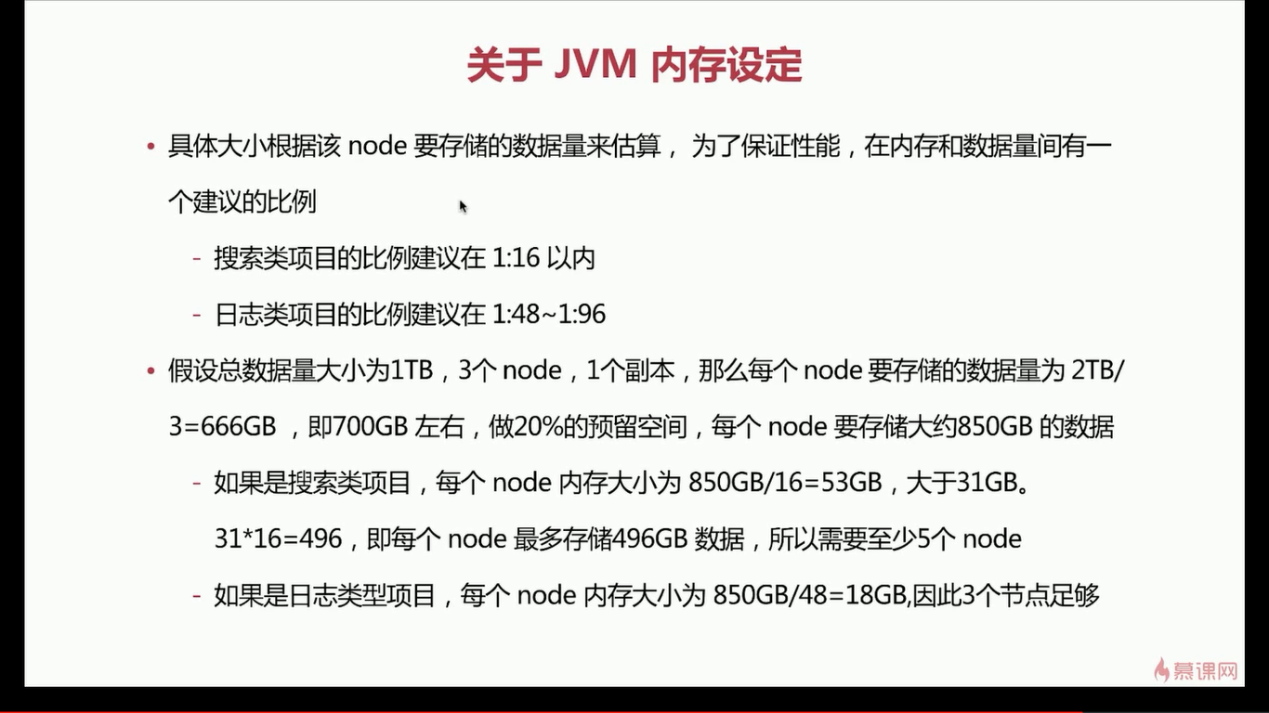 关于 JVM 内存设定
• 具体大小根据该 node 要存储的数据量来估算， 为了保证性能，在内存和数据量间有一
个建议的比例
- 搜索类项目的比例建议在 1:16 以内
- 日志类项目的比例建议在 1:48~1:96
• 假设总数据量大小为1TB，3个 node，1个副本，那么每个 node 要存储的数据量为 2TB/
3=666GB ，即700GB 左右，做20%的预留空间，每个 node 要存储大约850GB 的数据
- 如果是搜索类项目，每个 node 内存大小为 850GB/16=53GB，大于31GB。
31*16=496，即每个 node 最多存储496GB 数据，所以需要至少5个 node
- 如果是日志类型项目，每个 node 内存大小为 850GB/48=18GB,因此3个节点足够
慕课网